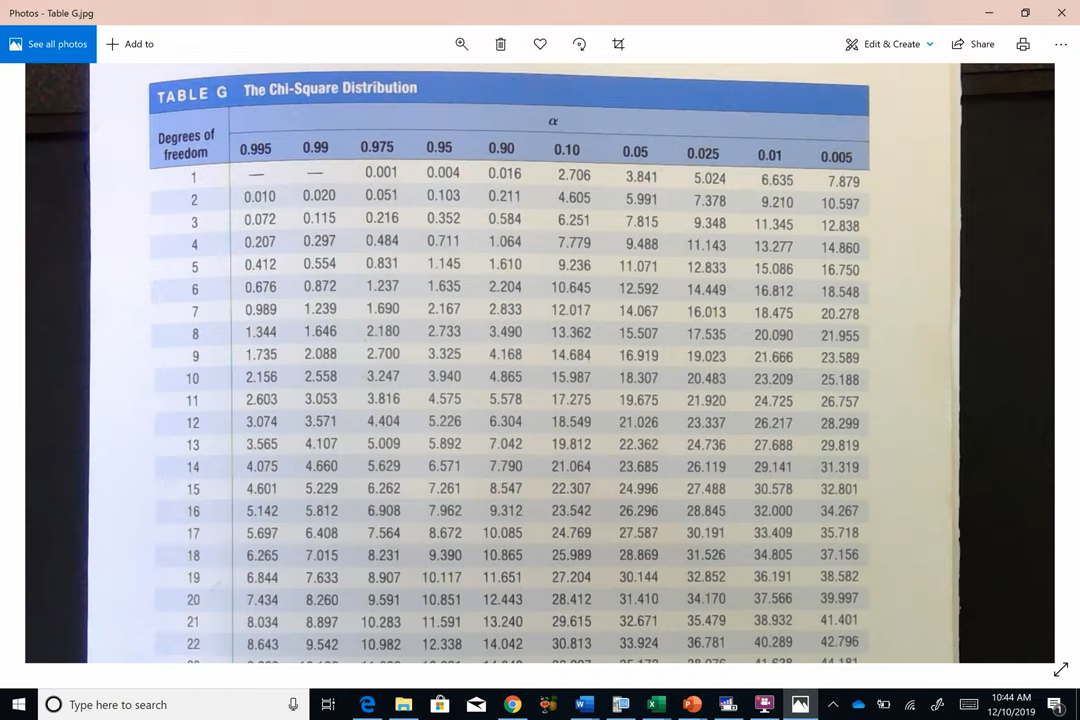 Photos - Table G.jpg
See all photos
Add to
Edit & Create
Share
TABLE G The Chi-Square Distribution
α
Degrees of freedom 0.995 0.99 0.975 0.95 0.90 0.10 0.05 0.025 0.01 0.005
1 — — 0.001 0.004 0.016 2.706 3.841 5.024 6.635 7.879
2 0.010 0.020 0.051 0.103 0.211 4.605 5.991 7.378 9.210 10.597
3 0.072 0.115 0.216 0.352 0.584 6.251 7.815 9.348 11.345 12.838
4 0.207 0.297 0.484 0.711 1.064 7.779 9.488 11.143 13.277 14.860
5 0.412 0.554 0.831 1.145 1.610 9.236 11.071 12.833 15.086 16.750
6 0.676 0.872 1.237 1.635 2.204 10.645 12.592 14.449 16.812 18.548
7 0.989 1.239 1.690 2.167 2.833 12.017 14.067 16.013 18.475 20.278
8 1.344 1.646 2.180 2.733 3.490 13.362 15.507 17.535 20.090 21.955
9 1.735 2.088 2.700 3.325 4.168 14.684 16.919 19.023 21.666 23.589
10 2.156 2.558 3.247 3.940 4.865 15.987 18.307 20.483 23.209 25.188
11 2.603 3.053 3.816 4.575 5.578 17.275 19.675 21.920 24.725 26.757
12 3.074 3.571 4.404 5.226 6.304 18.549 21.026 23.337 26.217 28.299
13 3.565 4.107 5.009 5.892 7.042 19.812 22.362 24.736 27.688 29.819
14 4.075 4.660 5.629 6.571 7.790 21.064 23.685 26.119 29.141 31.319
15 4.601 5.229 6.262 7.261 8.547 22.307 24.996 27.488 30.578 32.801
16 5.142 5.812 6.908 7.962 9.312 23.542 26.296 28.845 32.000 34.267
17 5.697 6.408 7.564 8.672 10.085 24.769 27.587 30.191 33.409 35.718
18 6.265 7.015 8.231 9.390 10.865 25.989 28.869 31.526 34.805 37.156
19 6.844 7.633 8.907 10.117 11.651 27.204 30.144 32.852 36.191 38.582
20 7.434 8.260 9.591 10.851 12.443 28.412 31.410 34.170 37.566 39.997
21 8.034 8.897 10.283 11.591 13.240 29.615 32.671 35.479 38.932 41.401
22 8.643 9.542 10.982 12.338 14.042 30.813 33.924 36.781 40.289 42.796
Type here to search
10:44 AM
12/10/2019